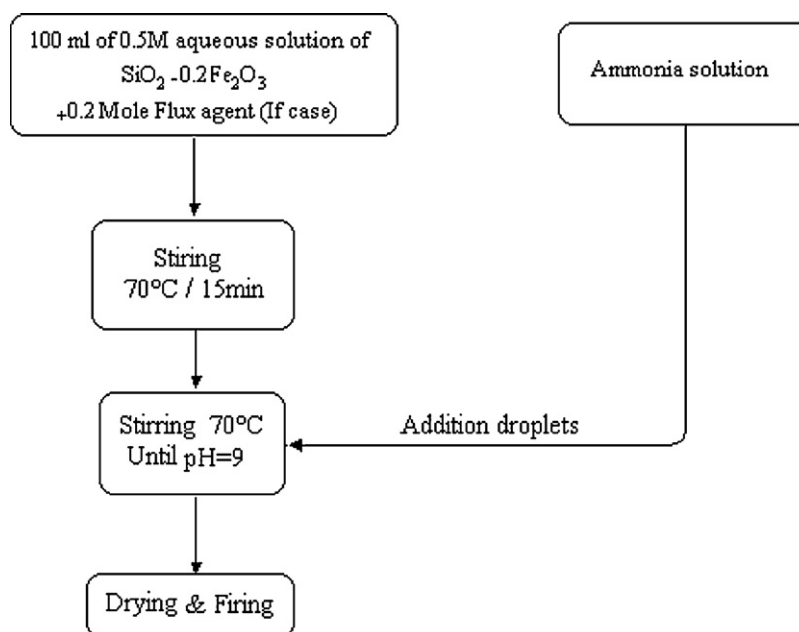 100 ml of 0.5M aqueous solution of
SiO₂ -0.2Fe₂O₃
+0.2 Mole Flux agent (If case)
Ammonia solution
Stiring
70°C / 15min
Stirring 70°C
Until pH=9
Addition droplets
Drying & Firing